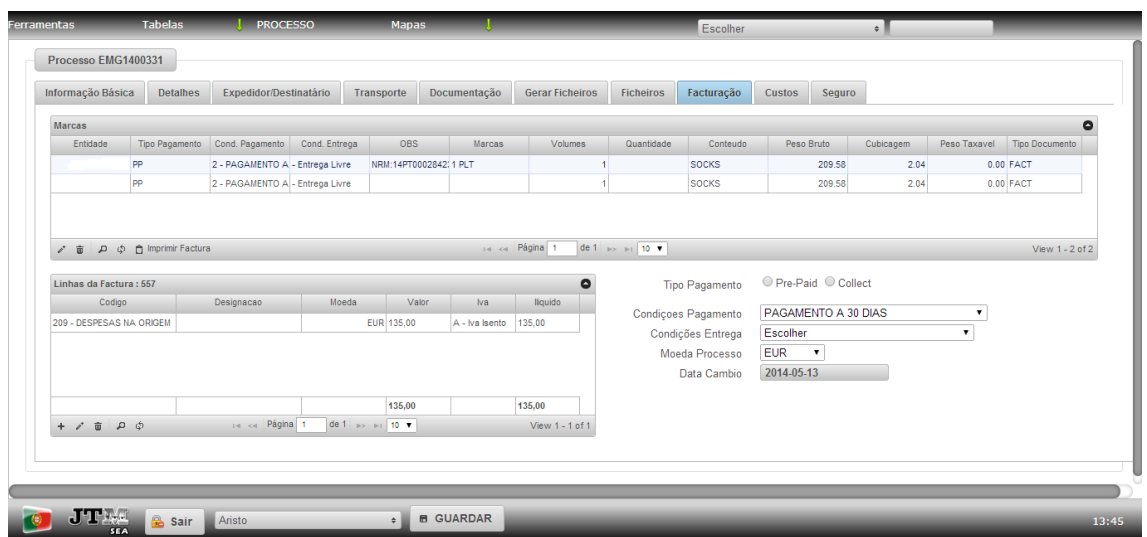 Ferramentas Tabelas PROCESSO Mapas Escolher
Processo EMG1400331
Informação Básica Detalhes Expedidor/Destinatário Transporte Documentação Gerar Ficheiros Ficheiros Facturação Custos Seguro
Marcas
Entidade Tipo Pagamento Cond. Pagamento Cond. Entrega OBS Marcas Volumes Quantidade Conteudo Peso Bruto Cubicagem Peso Taxavel Tipo Documento
PP 2 - PAGAMENTO A - Entrega Livre NRM:14PT0002842 1 PLT 1 SOCKS 209.58 2.04 0.00 FACT
PP 2 - PAGAMENTO A - Entrega Livre 1 SOCKS 209.58 2.04 0.00 FACT
Imprimir Factura Página 1 de 1 10 View 1 - 2 of 2
Linhas da Factura : 557
Codigo Designacao Moeda Valor Iva Iliquido
209 - DESPESAS NA ORIGEM EUR 135,00 A - Iva Isento 135,00
135,00 135,00
Página 1 de 1 10 View 1 - 1 of 1
Tipo Pagamento Pre-Paid Collect
Condiçoes Pagamento PAGAMENTO A 30 DIAS
Condições Entrega Escolher
Moeda Processo EUR
Data Cambio 2014-05-13
JTM SEA Sair Aristo GUARDAR 13:45